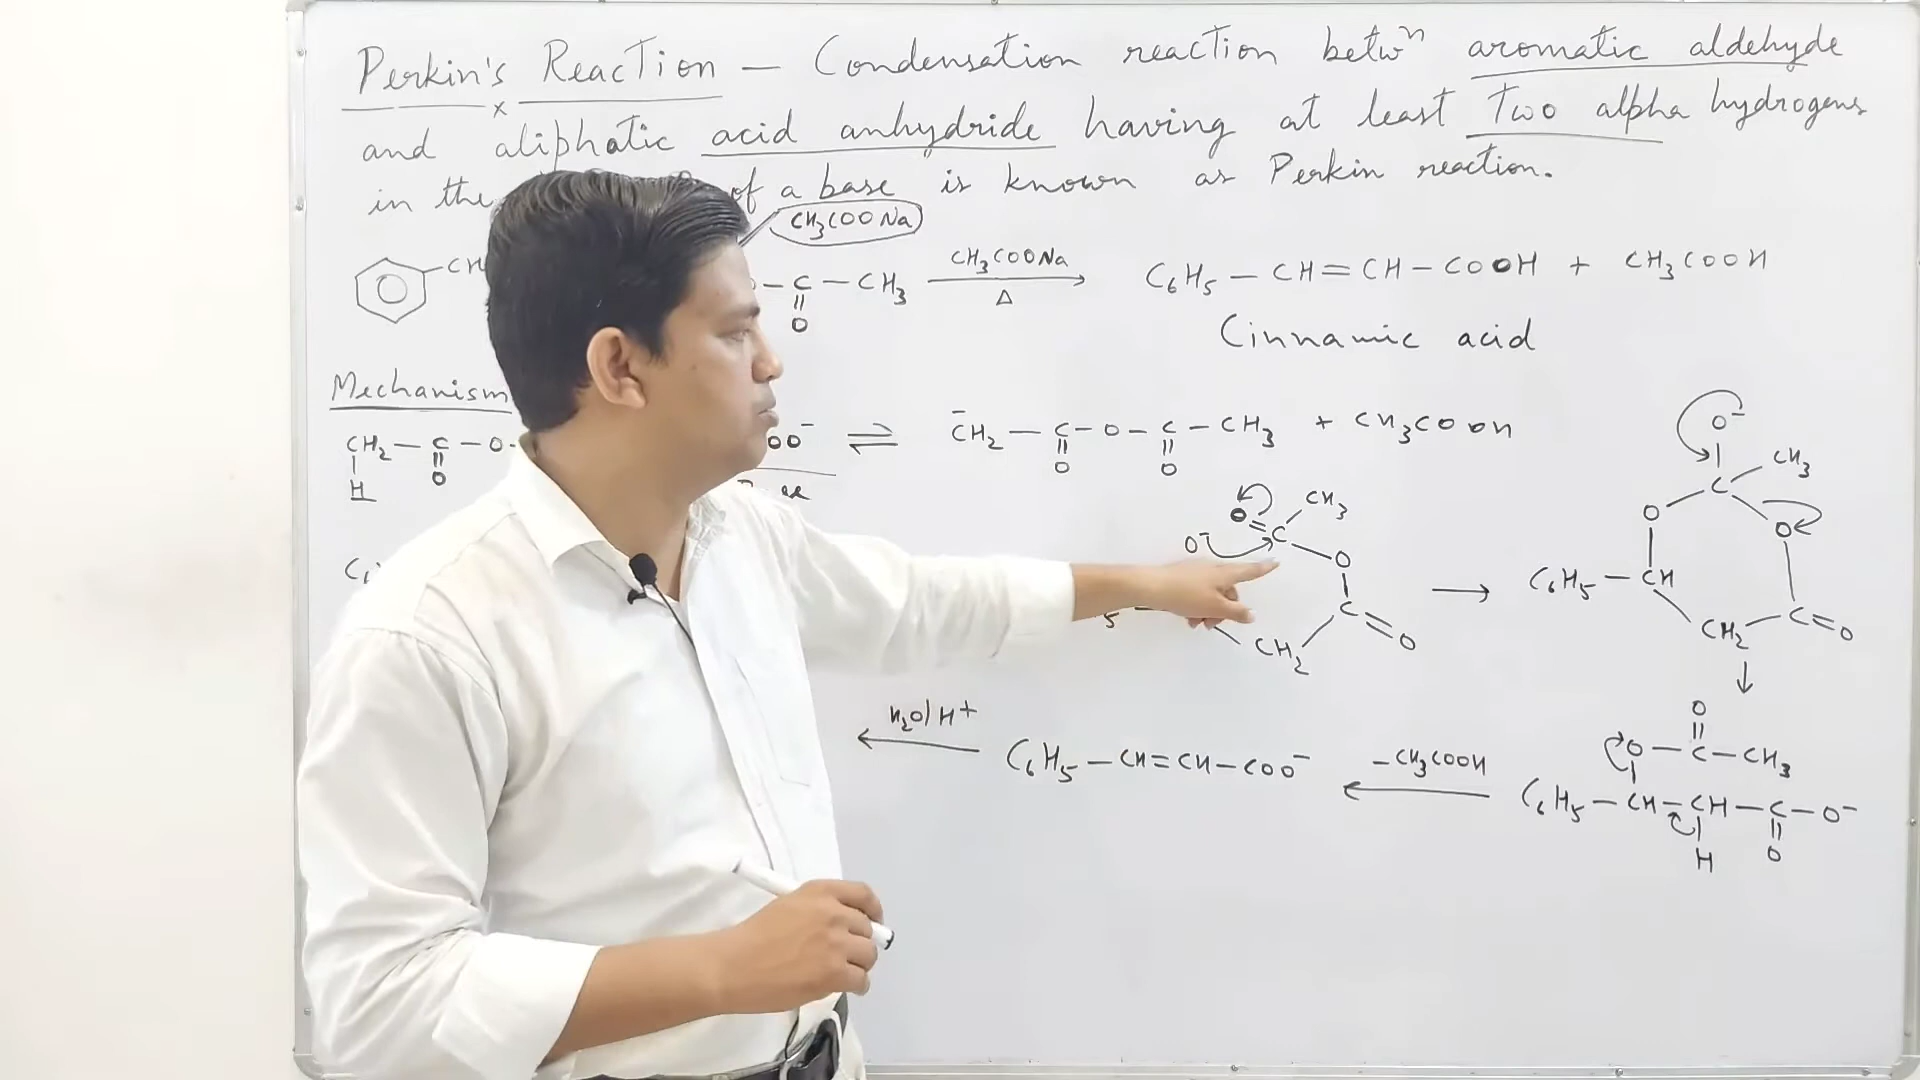 Perkin's Reaction — Condensation reaction betwⁿ aromatic aldehyde
x
and aliphatic acid anhydride having at least Two alpha hydrogens
in the of a base is known as Perkin reaction.
CH₃COONa
– C – CH₃ CH₃COONa C₆H₅ – CH = CH – COOH + CH₃COOH
|| Δ
O
Cinnamic acid
Mechanism
CH₂ – C – O – OO⁻ ⇌ C̄H₂ – C – O – C – CH₃ + CH₃COOH
| || || ||
H O O O
O⁻
C CH₃
O O
C₆H₅ – CH
CH₂ C = O
↓
O = C CH₃
O⁻ O
C = O
CH₂
→
O
||
O – C – CH₃
|
C₆H₅ – CH – CH – C – O⁻
| ||
H O
– CH₃COOH
←
C₆H₅ – CH = CH – COO⁻
H₂O/H⁺
←